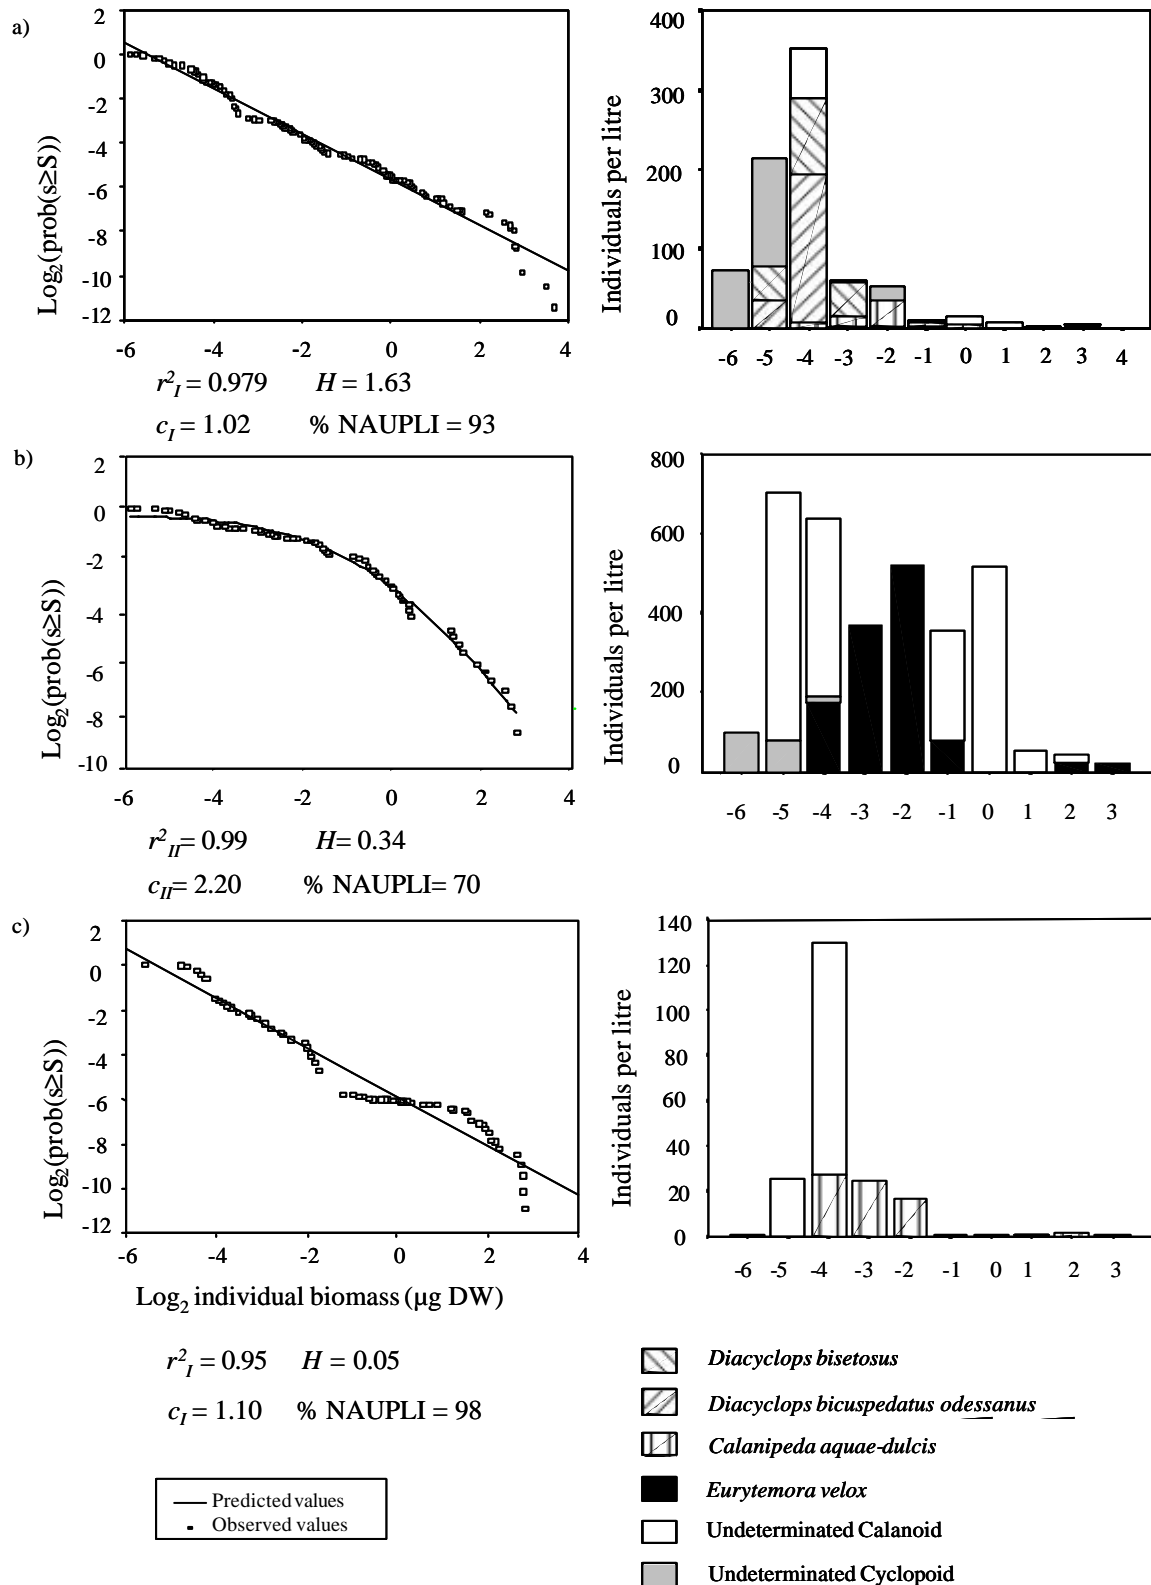 a)
Log2(prob(s≥S))
2
0
-2
-4
-6
-8
-10
-12
-6 -4 -2 0 2 4
r²I = 0.979 H = 1.63
cI = 1.02 % NAUPLI = 93
Individuals per litre
400
300
200
100
0
-6 -5 -4 -3 -2 -1 0 1 2 3 4
b)
Log2(prob(s≥S))
2
0
-2
-4
-6
-8
-10
-6 -4 -2 0 2 4
r²II= 0.99 H= 0.34
cII= 2.20 % NAUPLI= 70
Individuals per litre
800
600
400
200
0
-6 -5 -4 -3 -2 -1 0 1 2 3
c)
Log2(prob(s≥S))
2
0
-2
-4
-6
-8
-10
-12
-6 -4 -2 0 2 4
Log2 individual biomass (µg DW)
r²I = 0.95 H = 0.05
cI = 1.10 % NAUPLI = 98
Individuals per litre
140
120
100
80
60
40
20
0
-6 -5 -4 -3 -2 -1 0 1 2 3
Predicted values
Observed values
Diacyclops bisetosus
Diacyclops bicuspedatus odessanus
Calanipeda aquae-dulcis
Eurytemora velox
Undeterminated Calanoid
Undeterminated Cyclopoid